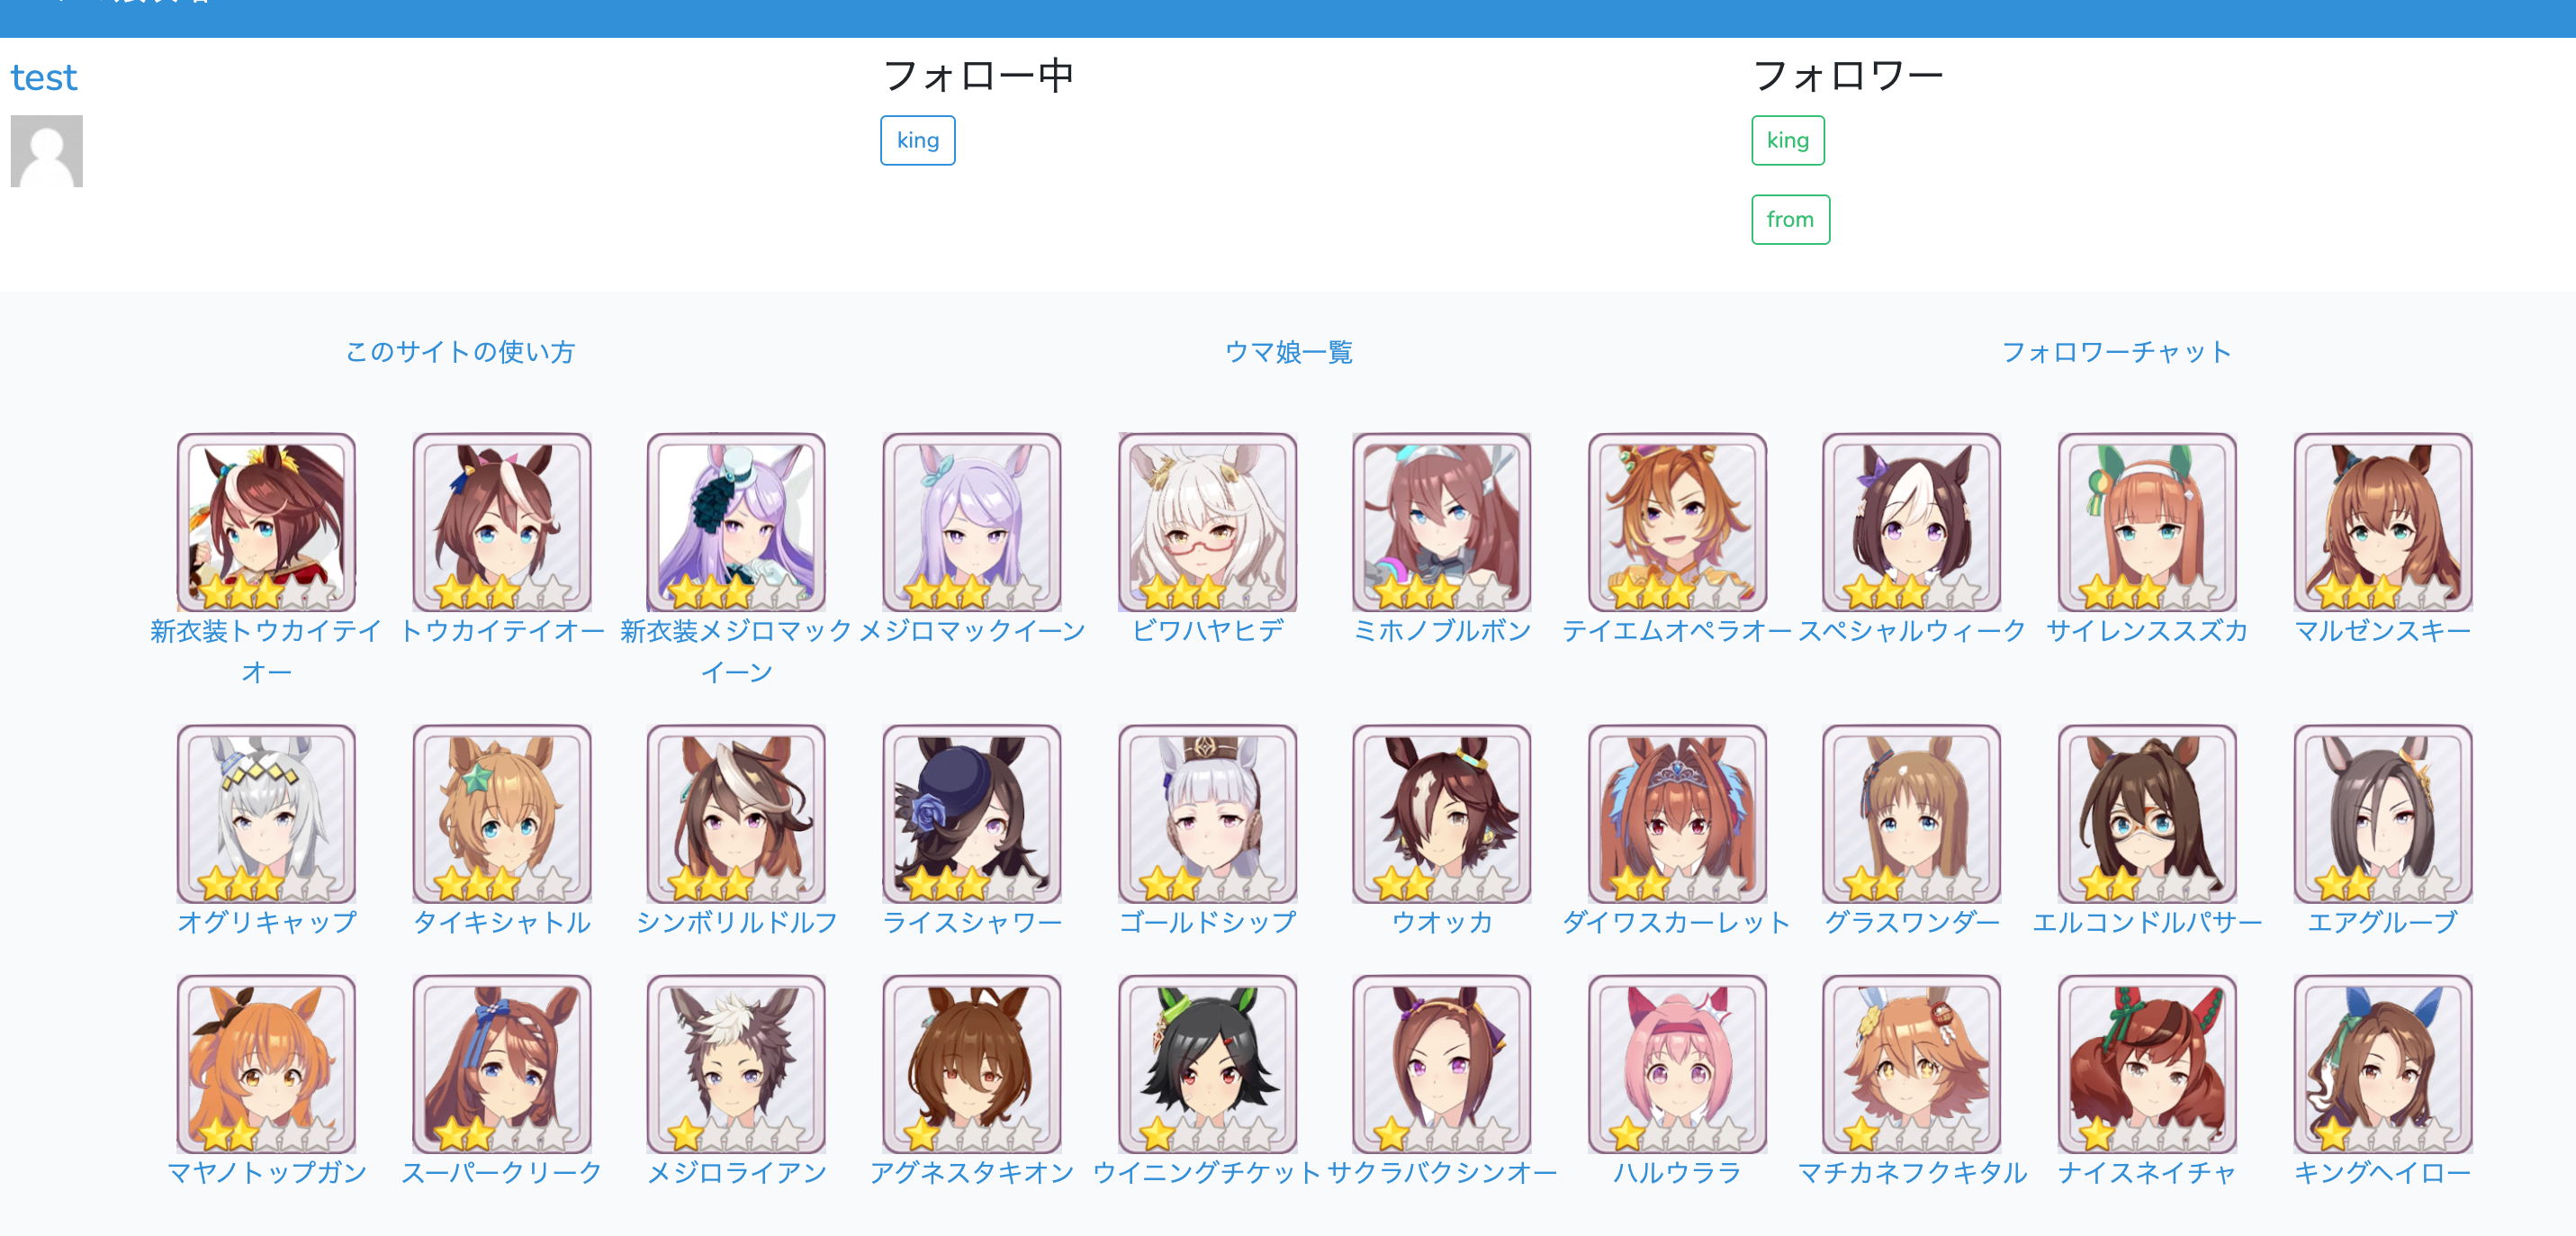 test
フォロー中
フォロワー
king
king
from
このサイトの使い方
ウマ娘一覧
フォロワーチャット
新衣装トウカイテイ
オー
トウカイテイオー
新衣装メジロマック
イーン
メジロマックイーン
ビワハヤヒデ
ミホノブルボン
テイエムオペラオー
スペシャルウィーク
サイレンススズカ
マルゼンスキー
オグリキャップ
タイキシャトル
シンボリルドルフ
ライスシャワー
ゴールドシップ
ウオッカ
ダイワスカーレット
グラスワンダー
エルコンドルパサー
エアグルーブ
マヤノトップガン
スーパークリーク
メジロライアン
アグネスタキオン
ウイニングチケット
サクラバクシンオー
ハルウララ
マチカネフクキタル
ナイスネイチャ
キングヘイロー